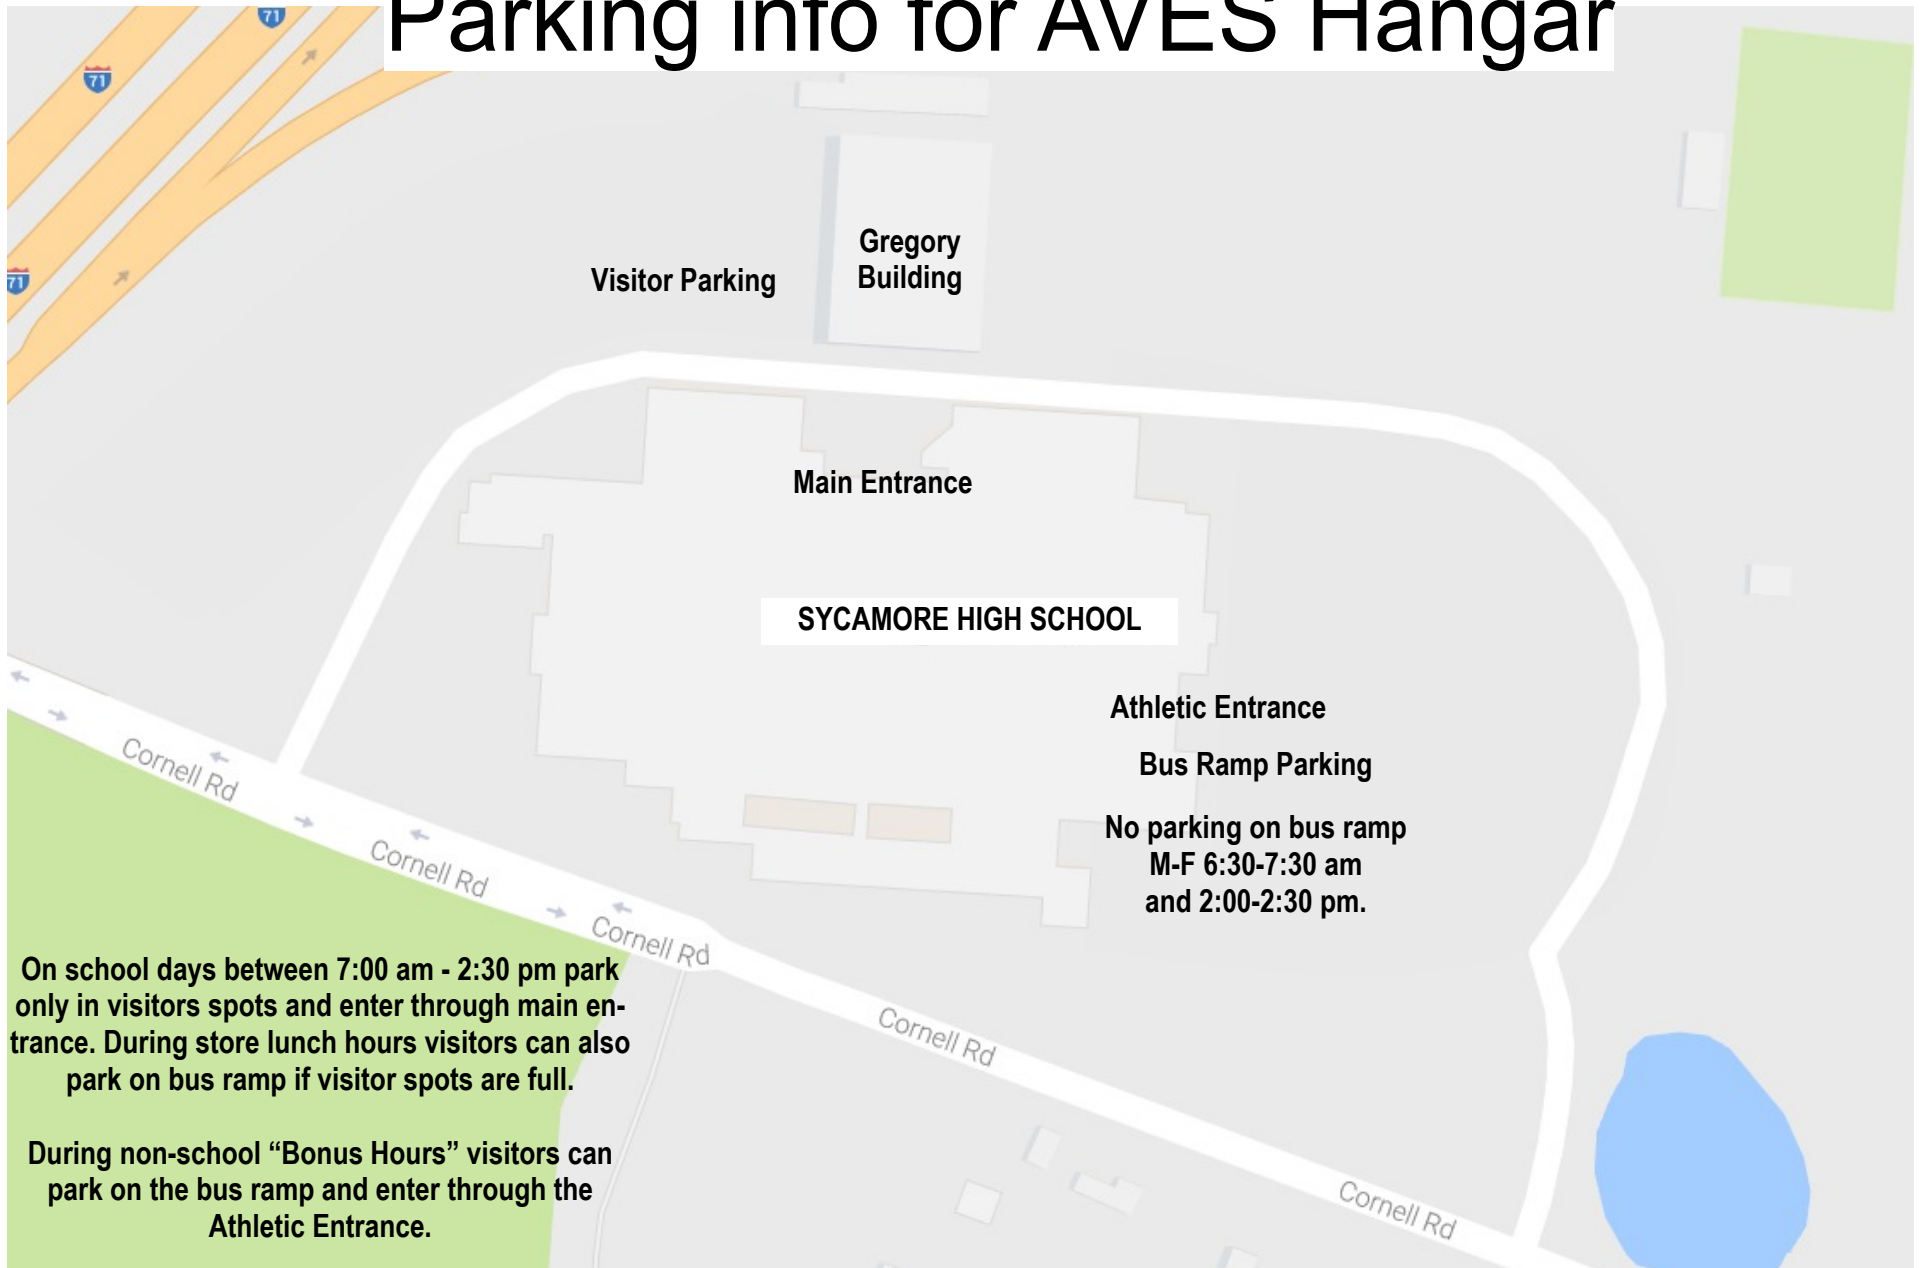 Parking info for AVES Hangar
71
71
71
Gregory
Building
Visitor Parking
Main Entrance
SYCAMORE HIGH SCHOOL
Athletic Entrance
Bus Ramp Parking
No parking on bus ramp
M-F 6:30-7:30 am
and 2:00-2:30 pm.
Cornell Rd
Cornell Rd
Cornell Rd
Cornell Rd
Cornell Rd
On school days between 7:00 am - 2:30 pm park
only in visitors spots and enter through main en-
trance. During store lunch hours visitors can also
park on bus ramp if visitor spots are full.
During non-school “Bonus Hours” visitors can
park on the bus ramp and enter through the
Athletic Entrance.